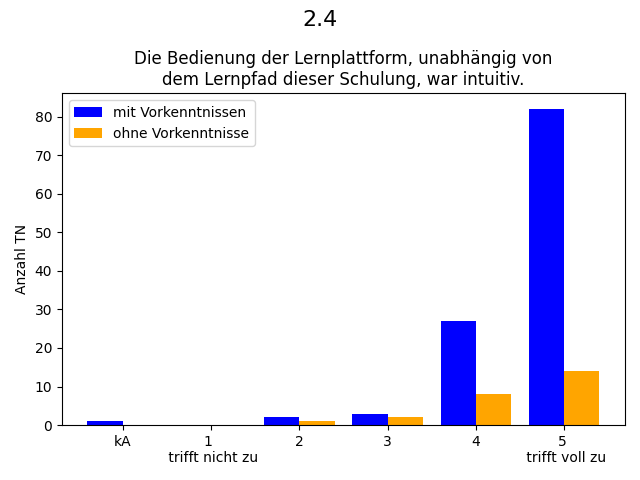 2.4
Die Bedienung der Lernplattform, unabhängig von
dem Lernpfad dieser Schulung, war intuitiv.
mit Vorkenntnissen
ohne Vorkenntnisse
Anzahl TN
80
70
60
50
40
30
20
10
0
kA 1 2 3 4 5
trifft nicht zu trifft voll zu